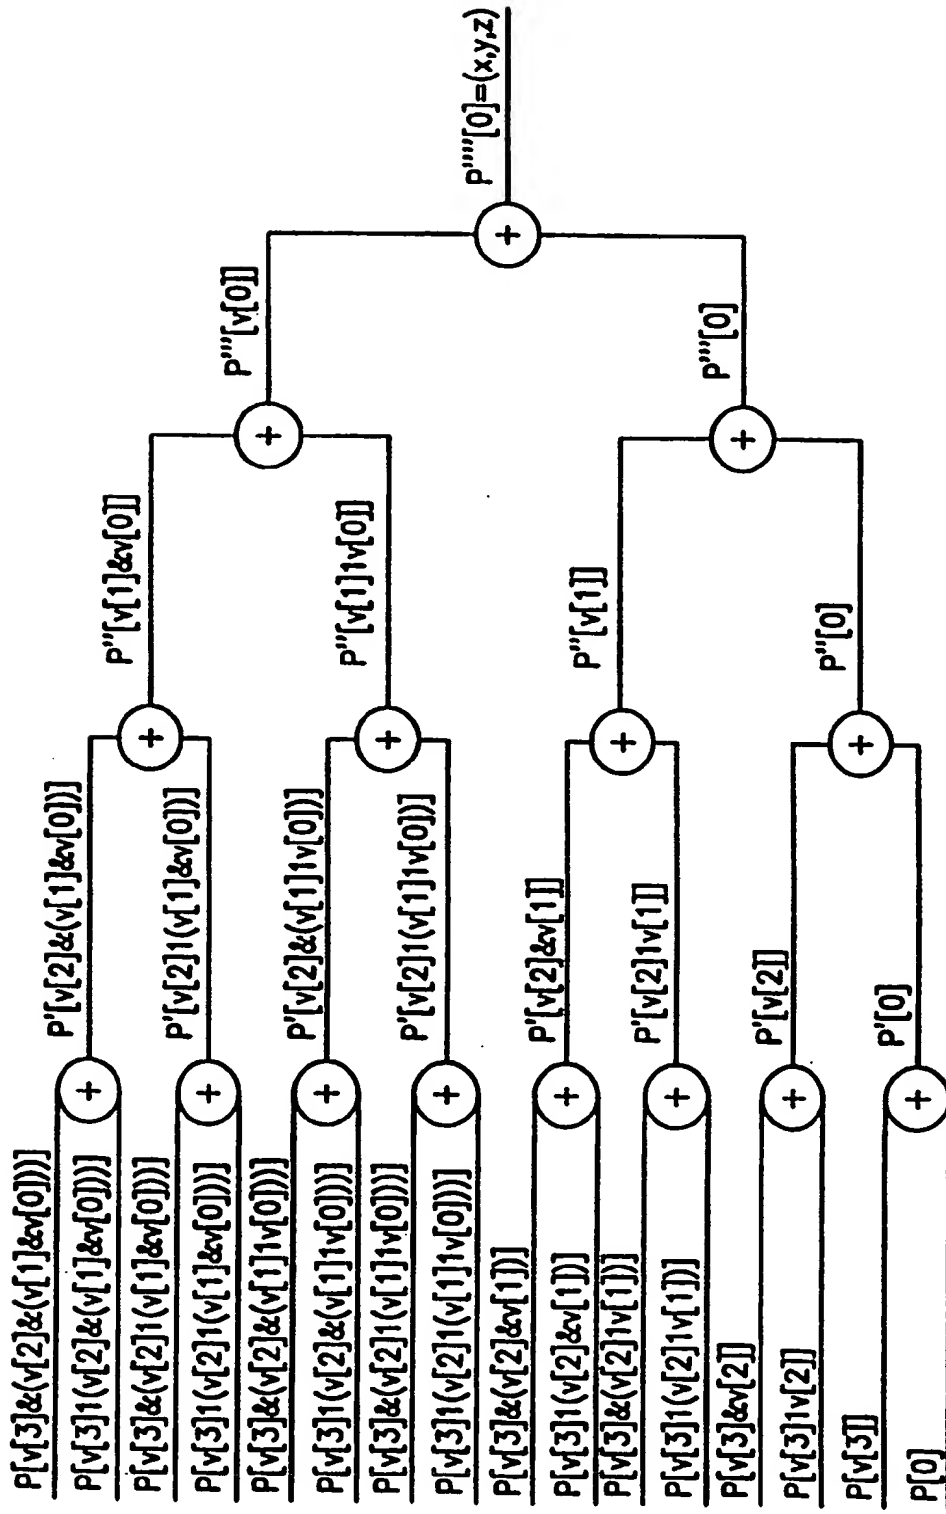 P[v[3]&(v[2]&(v[1]&v[0]))]
P[v[3]1(v[2]&(v[1]&v[0]))]
P[v[3]&(v[2]1(v[1]&v[0]))]
P[v[3]1(v[2]1(v[1]&v[0]))]
P[v[3]&(v[2]&(v[1]1v[0]))]
P[v[3]1(v[2]&(v[1]1v[0]))]
P[v[3]&(v[2]1(v[1]1v[0]))]
P[v[3]1(v[2]1(v[1]1v[0]))]
P[v[3]&(v[2]&v[1]))]
P[v[3]1(v[2]&v[1]))]
P[v[3]&(v[2]1v[1]))]
P[v[3]1(v[2]1v[1]))]
P[v[3]&v[2]]
P[v[3]1v[2]]
P[v[3]]
P[0]
+
+
+
+
+
+
+
+
P'[v[2]&(v[1]&v[0])]
P'[v[2]1(v[1]&v[0])]
P'[v[2]&(v[1]1v[0])]
P'[v[2]1(v[1]1v[0])]
P'[v[2]&v[1]]
P'[v[2]1v[1]]
P'[v[2]]
P'[0]
+
+
+
+
P''[v[1]&v[0]]
P''[v[1]1v[0]]
P''[v[1]]
P''[0]
+
+
P'''[v[0]]
P'''[0]
+
P''''[0]=(x,y,z)